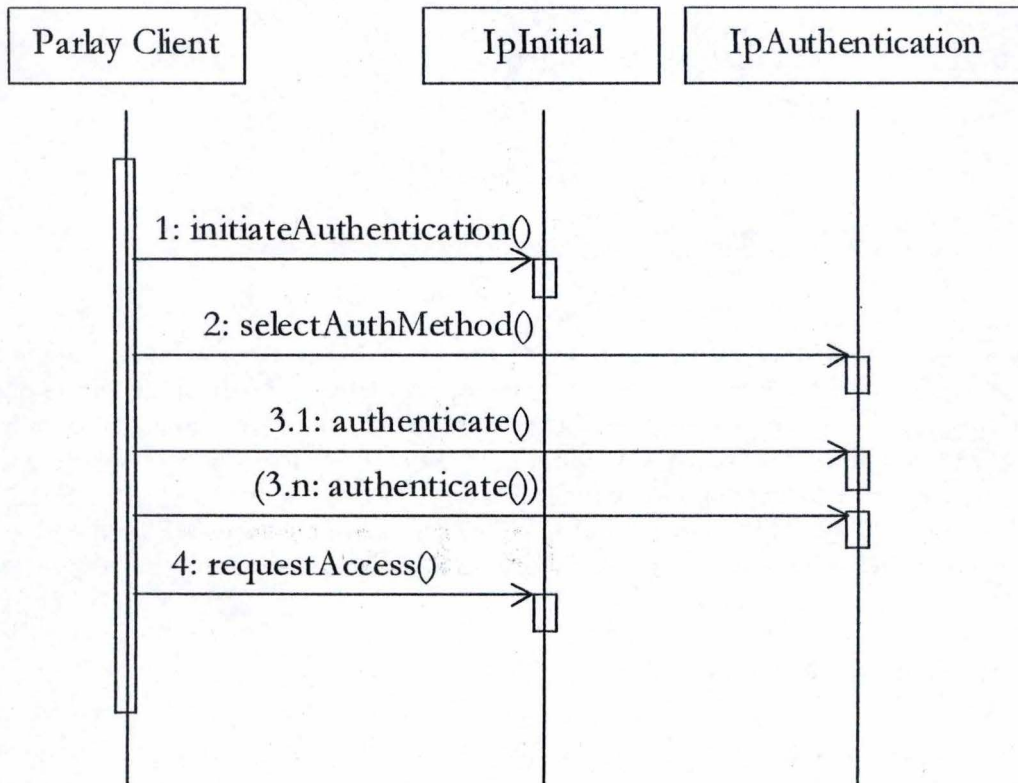 Parlay Client
IpInitial
IpAuthentication
1: initiateAuthentication()
2: selectAuthMethod()
3.1: authenticate()
(3.n: authenticate())
4: requestAccess()